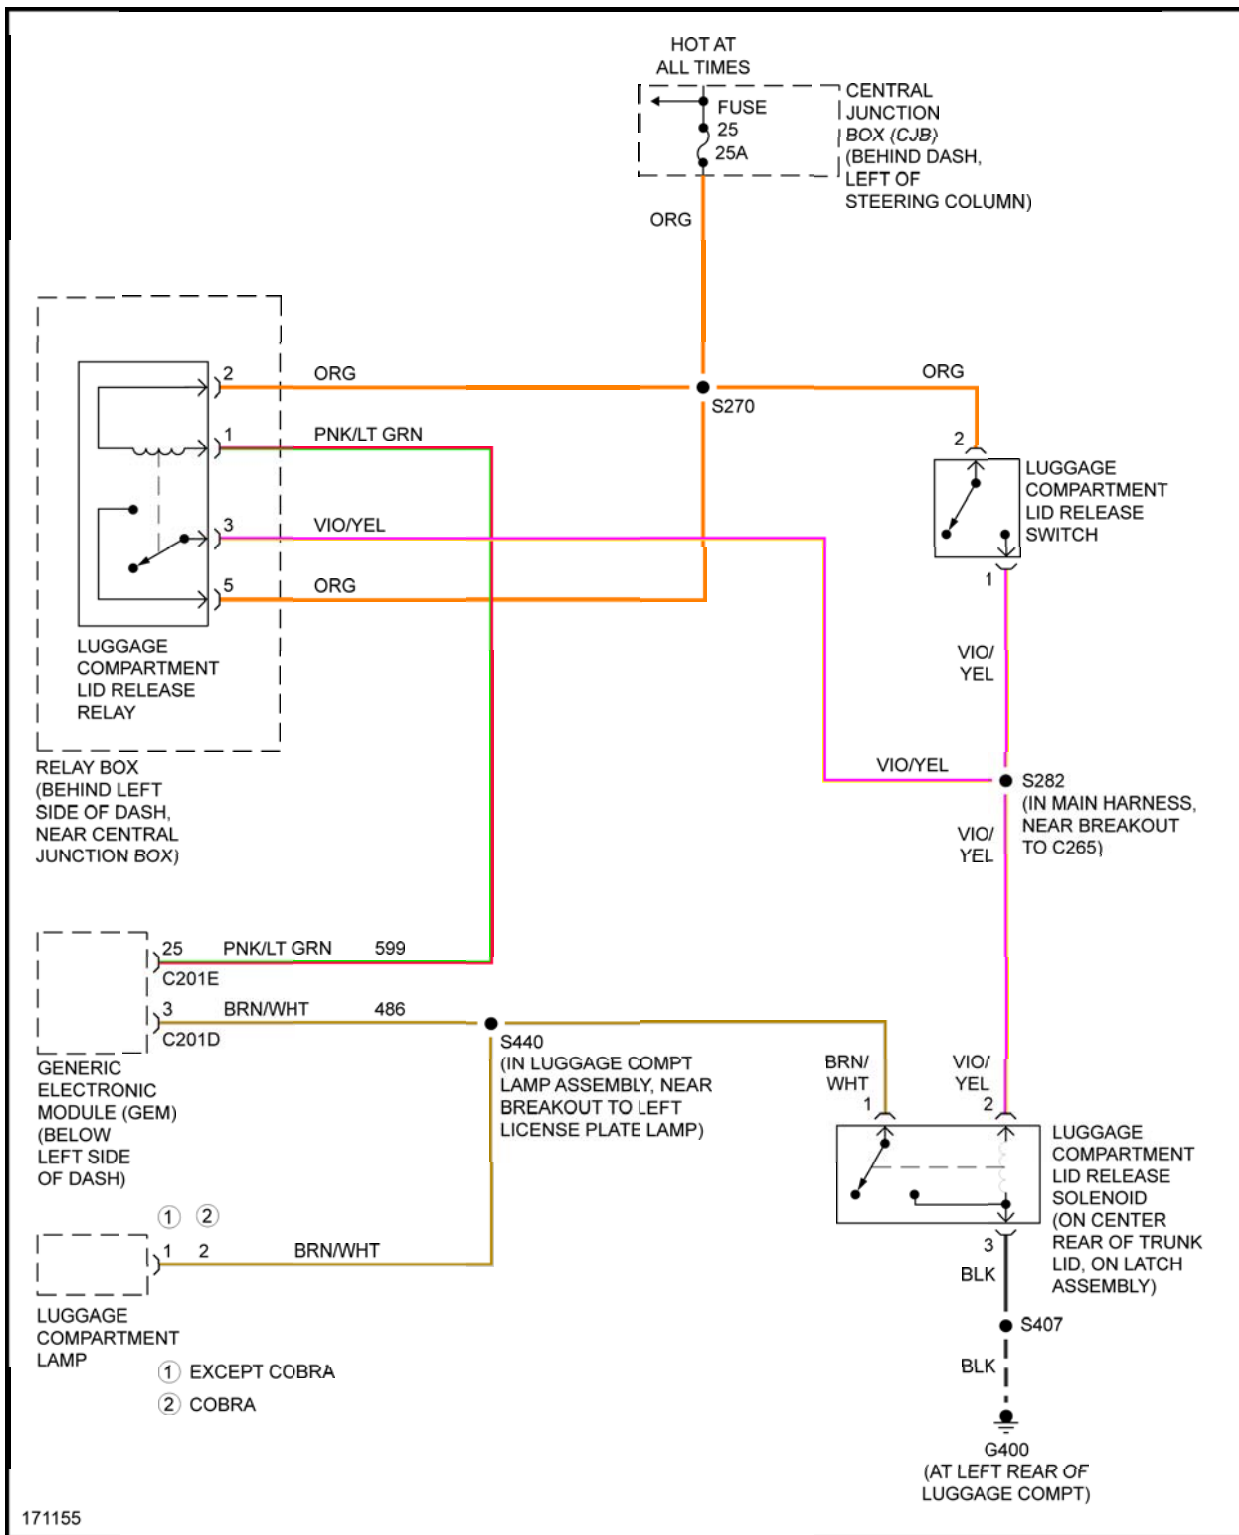 HOT AT
ALL TIMES
FUSE
25
25A
CENTRAL
JUNCTION
BOX (CJB)
(BEHIND DASH,
LEFT OF
STEERING COLUMN)
ORG
2
ORG
S270
ORG
1
PNK/LT GRN
3
VIO/YEL
5
ORG
LUGGAGE
COMPARTMENT
LID RELEASE
RELAY
RELAY BOX
(BEHIND LEFT
SIDE OF DASH,
NEAR CENTRAL
JUNCTION BOX)
2
LUGGAGE
COMPARTMENT
LID RELEASE
SWITCH
1
VIO/
YEL
VIO/YEL
S282
(IN MAIN HARNESS,
NEAR BREAKOUT
TO C265)
VIO/
YEL
25
PNK/LT GRN
599
C201E
3
BRN/WHT
486
C201D
GENERIC
ELECTRONIC
MODULE (GEM)
(BELOW
LEFT SIDE
OF DASH)
S440
(IN LUGGAGE COMPT
LAMP ASSEMBLY, NEAR
BREAKOUT TO LEFT
LICENSE PLATE LAMP)
BRN/
WHT
1
VIO/
YEL
2
LUGGAGE
COMPARTMENT
LID RELEASE
SOLENOID
(ON CENTER
REAR OF TRUNK
LID, ON LATCH
ASSEMBLY)
3
BLK
S407
BLK
G400
(AT LEFT REAR OF
LUGGAGE COMPT)
① ②
1 2
BRN/WHT
LUGGAGE
COMPARTMENT
LAMP
① EXCEPT COBRA
② COBRA
171155